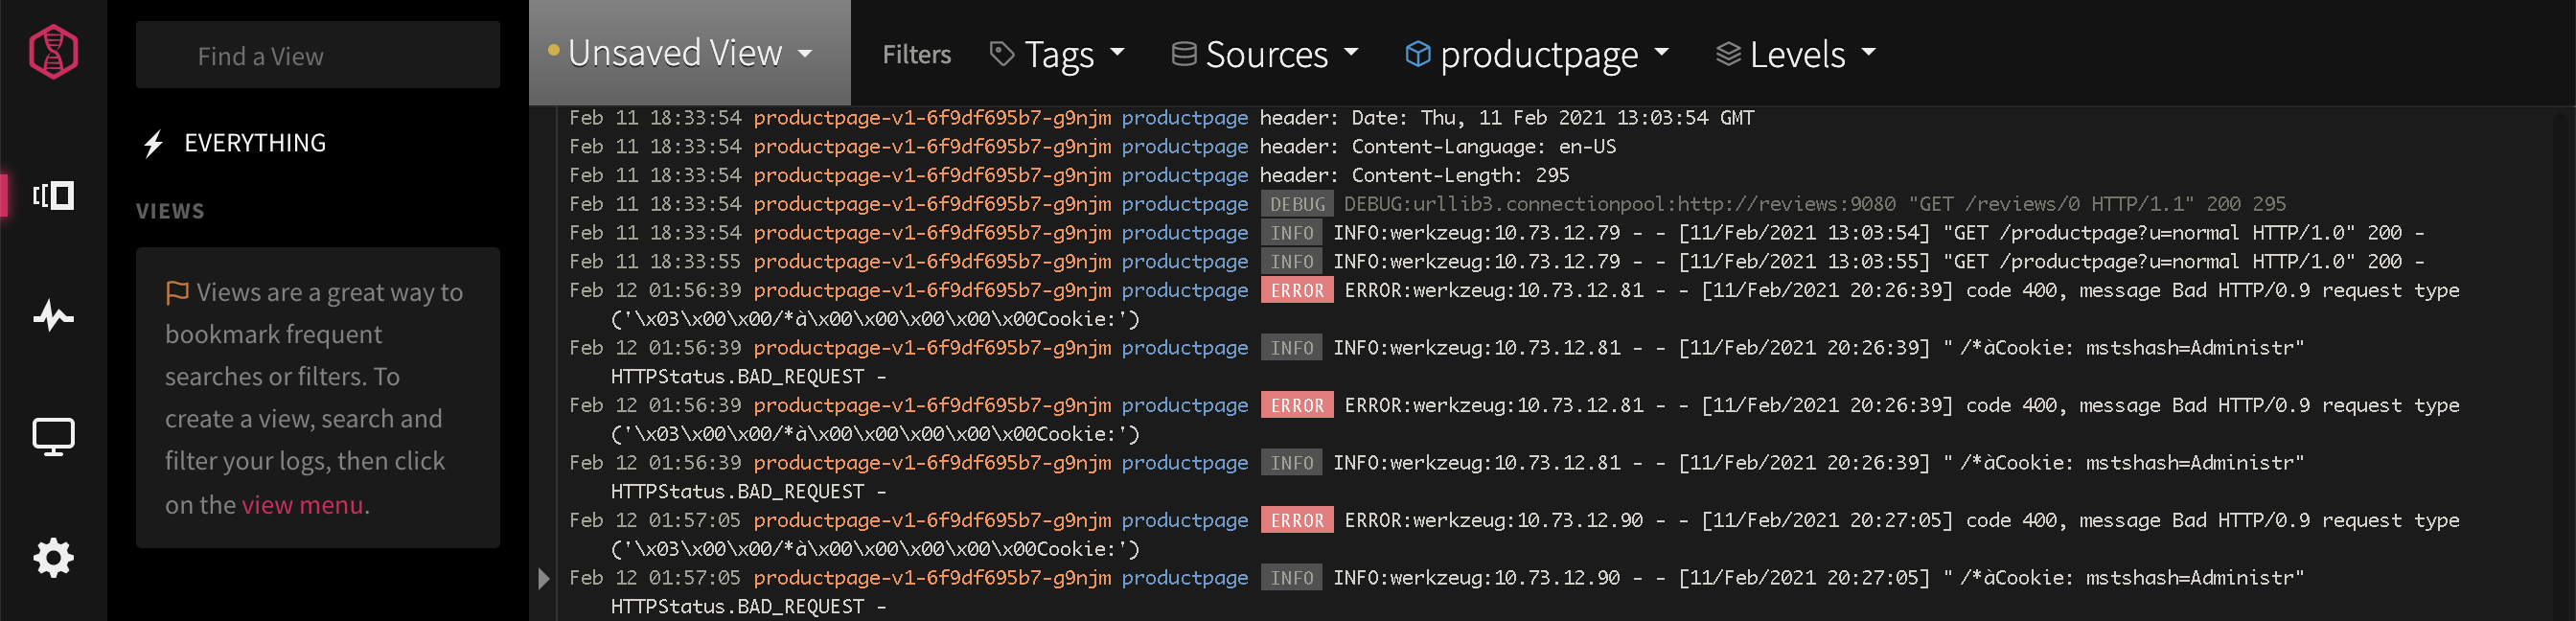 Find a View
EVERYTHING
VIEWS
Views are a great way to
bookmark frequent
searches or filters. To
create a view, search and
filter your logs, then click
on the view menu.
Unsaved View
Filters
Tags
Sources
productpage
Levels
Feb 11 18:33:54 productpage-v1-6f9df695b7-g9njm productpage header: Date: Thu, 11 Feb 2021 13:03:54 GMT
Feb 11 18:33:54 productpage-v1-6f9df695b7-g9njm productpage header: Content-Language: en-US
Feb 11 18:33:54 productpage-v1-6f9df695b7-g9njm productpage header: Content-Length: 295
Feb 11 18:33:54 productpage-v1-6f9df695b7-g9njm productpage DEBUG DEBUG:urllib3.connectionpool:http://reviews:9080 "GET /reviews/0 HTTP/1.1" 200 295
Feb 11 18:33:54 productpage-v1-6f9df695b7-g9njm productpage INFO INFO:werkzeug:10.73.12.79 - - [11/Feb/2021 13:03:54] "GET /productpage?u=normal HTTP/1.0" 200 -
Feb 11 18:33:55 productpage-v1-6f9df695b7-g9njm productpage INFO INFO:werkzeug:10.73.12.79 - - [11/Feb/2021 13:03:55] "GET /productpage?u=normal HTTP/1.0" 200 -
Feb 12 01:56:39 productpage-v1-6f9df695b7-g9njm productpage ERROR ERROR:werkzeug:10.73.12.81 - - [11/Feb/2021 20:26:39] code 400, message Bad HTTP/0.9 request type
('\x03\x00\x00/*à\x00\x00\x00\x00\x00Cookie:')
Feb 12 01:56:39 productpage-v1-6f9df695b7-g9njm productpage INFO INFO:werkzeug:10.73.12.81 - - [11/Feb/2021 20:26:39] " /*àCookie: mstshash=Administr"
HTTPStatus.BAD_REQUEST -
Feb 12 01:56:39 productpage-v1-6f9df695b7-g9njm productpage ERROR ERROR:werkzeug:10.73.12.81 - - [11/Feb/2021 20:26:39] code 400, message Bad HTTP/0.9 request type
('\x03\x00\x00/*à\x00\x00\x00\x00\x00Cookie:')
Feb 12 01:56:39 productpage-v1-6f9df695b7-g9njm productpage INFO INFO:werkzeug:10.73.12.81 - - [11/Feb/2021 20:26:39] " /*àCookie: mstshash=Administr"
HTTPStatus.BAD_REQUEST -
Feb 12 01:57:05 productpage-v1-6f9df695b7-g9njm productpage ERROR ERROR:werkzeug:10.73.12.90 - - [11/Feb/2021 20:27:05] code 400, message Bad HTTP/0.9 request type
('\x03\x00\x00/*à\x00\x00\x00\x00\x00Cookie:')
Feb 12 01:57:05 productpage-v1-6f9df695b7-g9njm productpage INFO INFO:werkzeug:10.73.12.90 - - [11/Feb/2021 20:27:05] " /*àCookie: mstshash=Administr"
HTTPStatus.BAD_REQUEST -